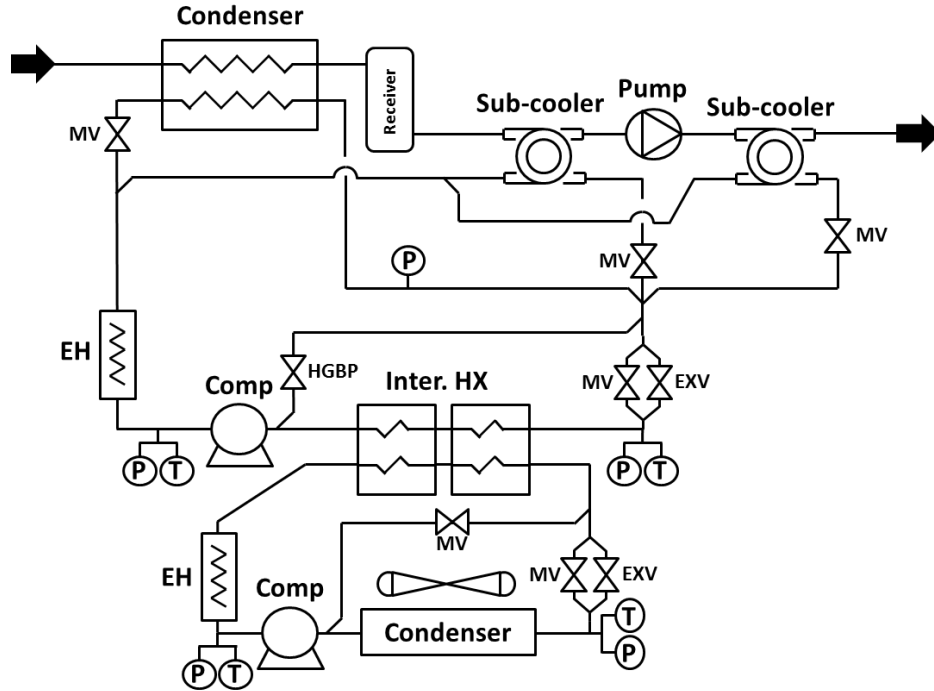 Condenser
Receiver
Sub-cooler
Pump
Sub-cooler
MV
MV
MV
P
EH
HGBP
Comp
Inter. HX
MV
EXV
P
T
P
T
MV
EH
MV
EXV
Comp
Condenser
T
P
P
T